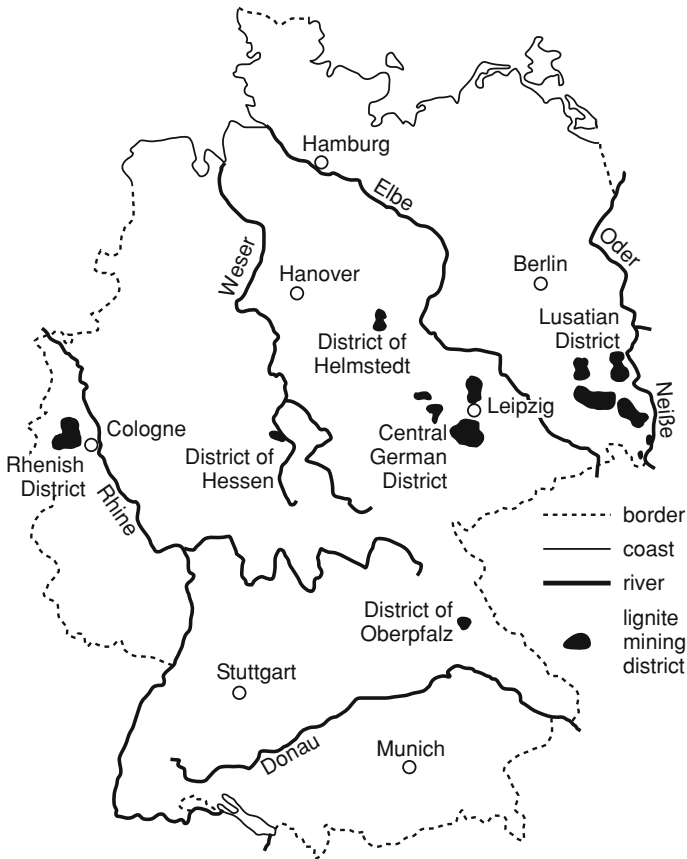 Hamburg
Elbe
Weser
Oder
Hanover
Berlin
Lusatian
District
District of
Helmstedt
Neiße
Leipzig
Cologne
Rhenish
District
Rhine
District of
Hessen
Central
German
District
border
coast
river
lignite
mining
district
District of
Oberpfalz
Stuttgart
Donau
Munich